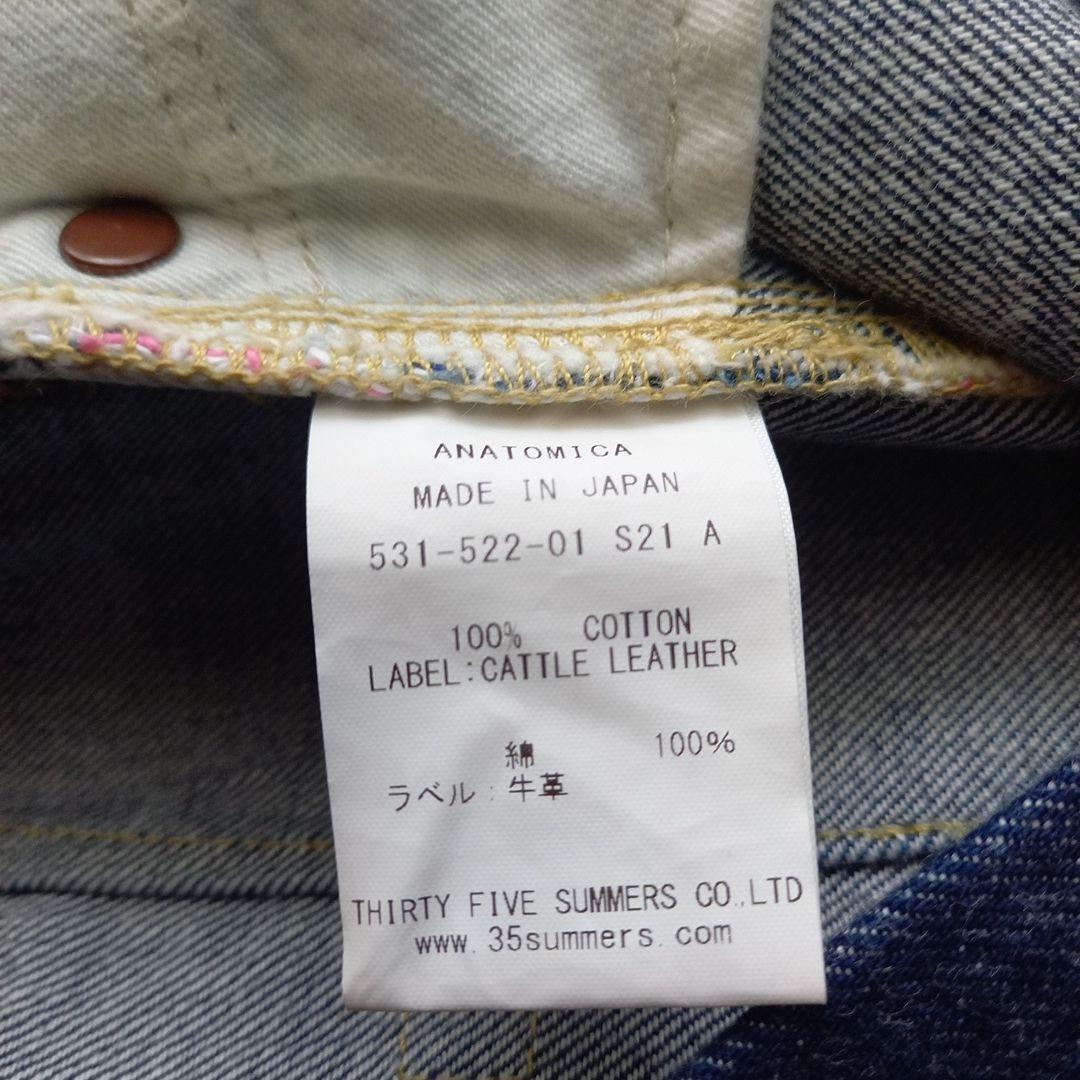 ANATOMICA
MADE IN JAPAN
531-522-01 S21 A
100% COTTON
LABEL:CATTLE LEATHER
綿 100%
ラベル:牛革
THIRTY FIVE SUMMERS CO.,LTD
www.35summers.com